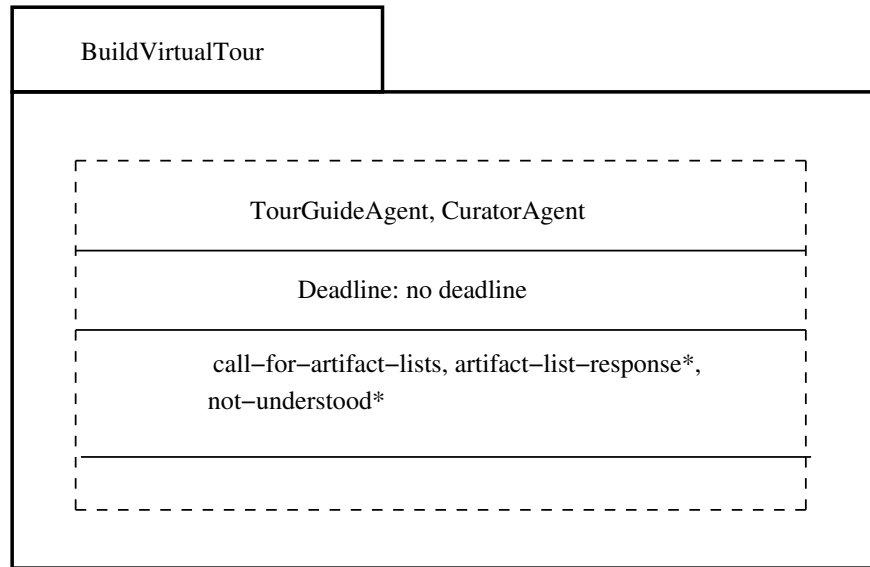 BuildVirtualTour
TourGuideAgent, CuratorAgent
Deadline: no deadline
call−for−artifact−lists, artifact−list−response*,
not−understood*